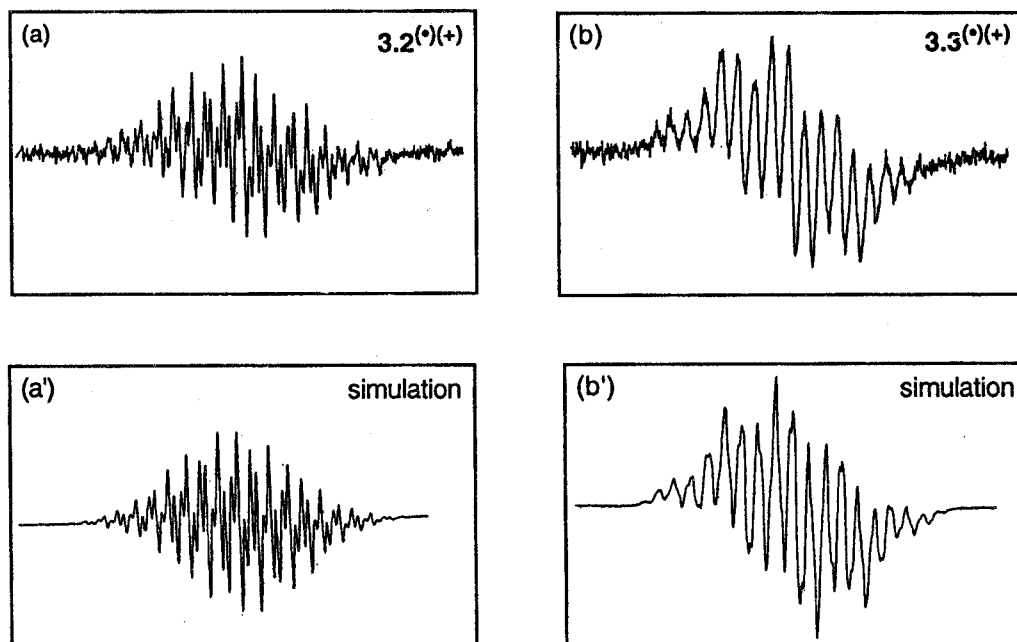 (a) 3.2(•)(+)
(b) 3.3(•)(+)
(a') simulation
(b') simulation